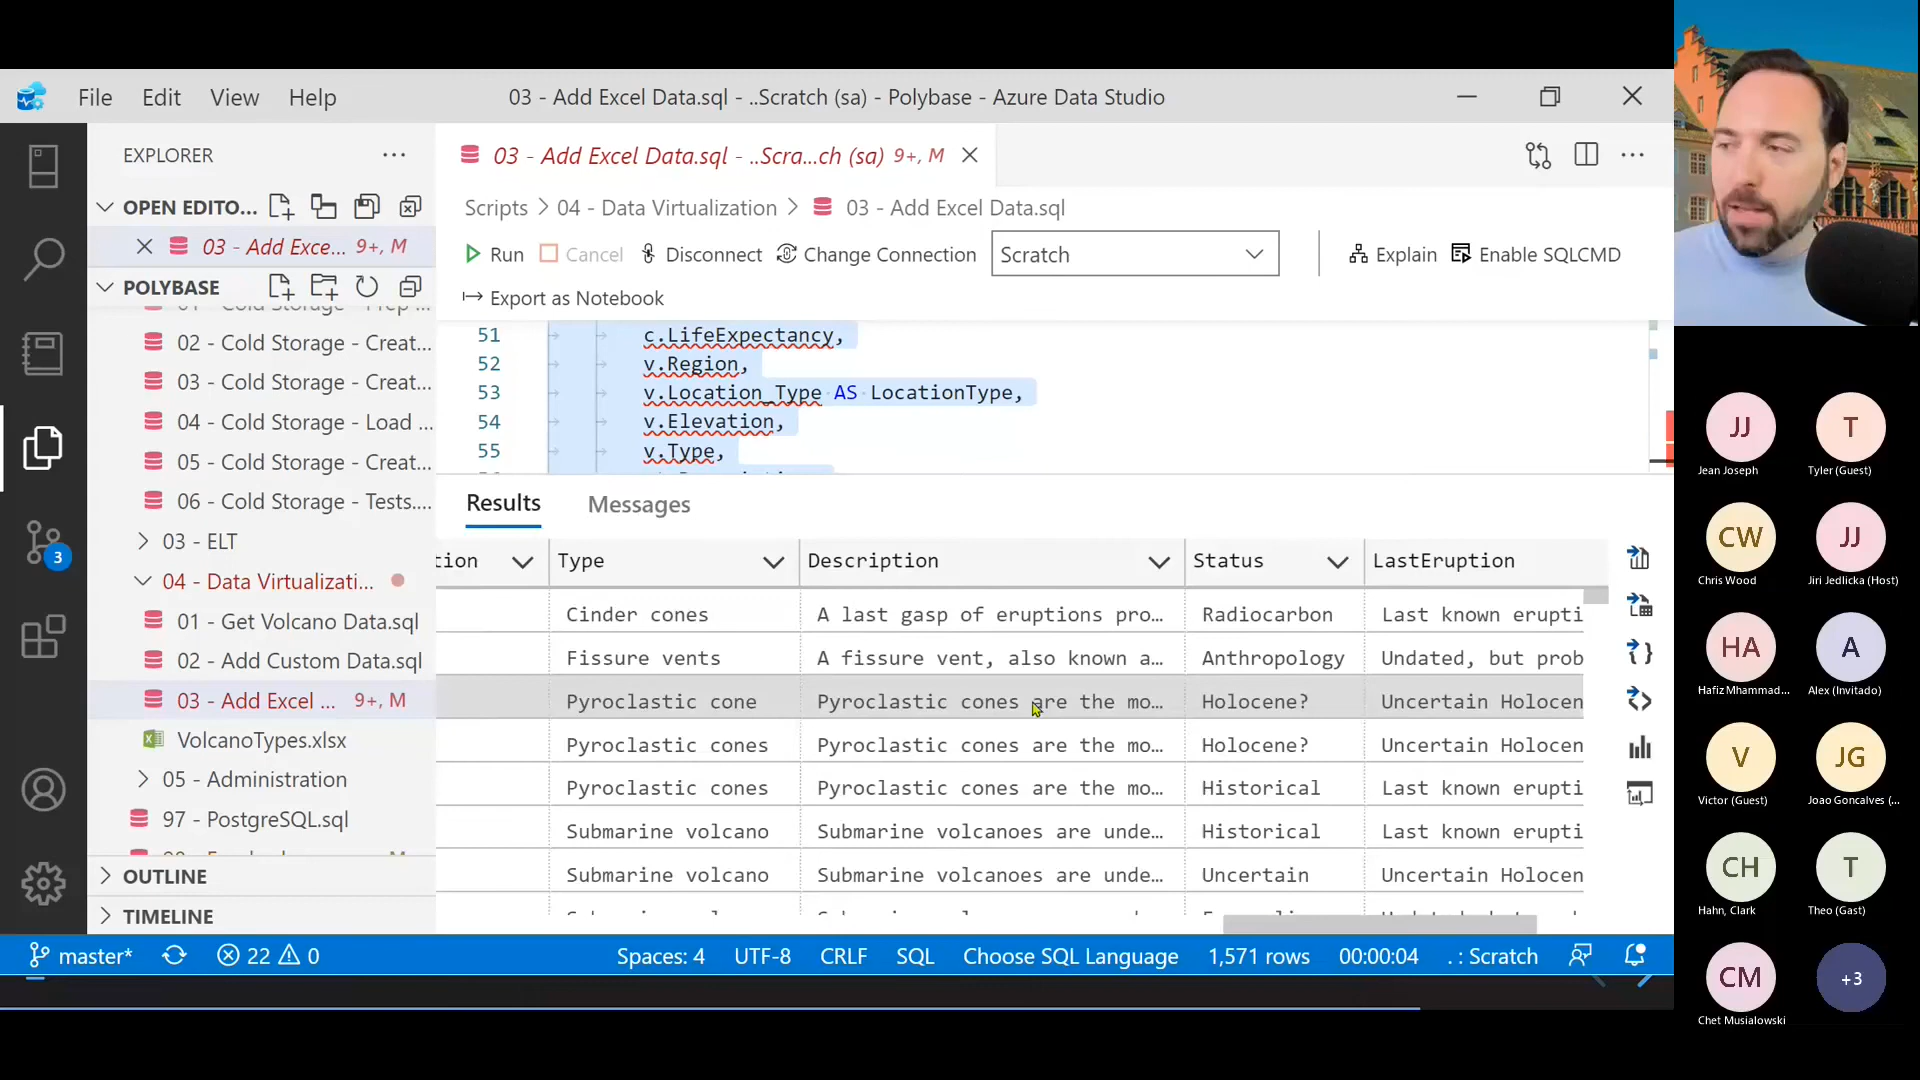 File Edit View Help
03 - Add Excel Data.sql - ..Scratch (sa) - Polybase - Azure Data Studio
EXPLORER
OPEN EDITO...
03 - Add Exce... 9+, M
POLYBASE
02 - Cold Storage - Creat...
03 - Cold Storage - Creat...
04 - Cold Storage - Load ...
05 - Cold Storage - Creat...
06 - Cold Storage - Tests....
03 - ELT
04 - Data Virtualizati...
01 - Get Volcano Data.sql
02 - Add Custom Data.sql
03 - Add Excel ... 9+, M
VolcanoTypes.xlsx
05 - Administration
97 - PostgreSQL.sql
OUTLINE
TIMELINE
3
03 - Add Excel Data.sql - ..Scra...ch (sa) 9+, M
Scripts > 04 - Data Virtualization > 03 - Add Excel Data.sql
Run Cancel Disconnect Change Connection Scratch Explain Enable SQLCMD
Export as Notebook
51 c.LifeExpectancy,
52 v.Region,
53 v.Location_Type AS LocationType,
54 v.Elevation,
55 v.Type,
Results Messages
tion Type Description Status LastEruption
Cinder cones A last gasp of eruptions pro... Radiocarbon Last known erupti
Fissure vents A fissure vent, also known a... Anthropology Undated, but prob
Pyroclastic cone Pyroclastic cones are the mo... Holocene? Uncertain Holocen
Pyroclastic cones Pyroclastic cones are the mo... Holocene? Uncertain Holocen
Pyroclastic cones Pyroclastic cones are the mo... Historical Last known erupti
Submarine volcano Submarine volcanoes are unde... Historical Last known erupti
Submarine volcano Submarine volcanoes are unde... Uncertain Uncertain Holocen
master* 22 0 Spaces: 4 UTF-8 CRLF SQL Choose SQL Language 1,571 rows 00:00:04 . : Scratch
JJ T
Jean Joseph Tyler (Guest)
CW JJ
Chris Wood Jiri Jedlicka (Host)
HA A
Hafiz Mhammad... Alex (Invitado)
V JG
Victor (Guest) Joao Goncalves (...
CH T
Hahn, Clark Theo (Gast)
CM +3
Chet Musialowski